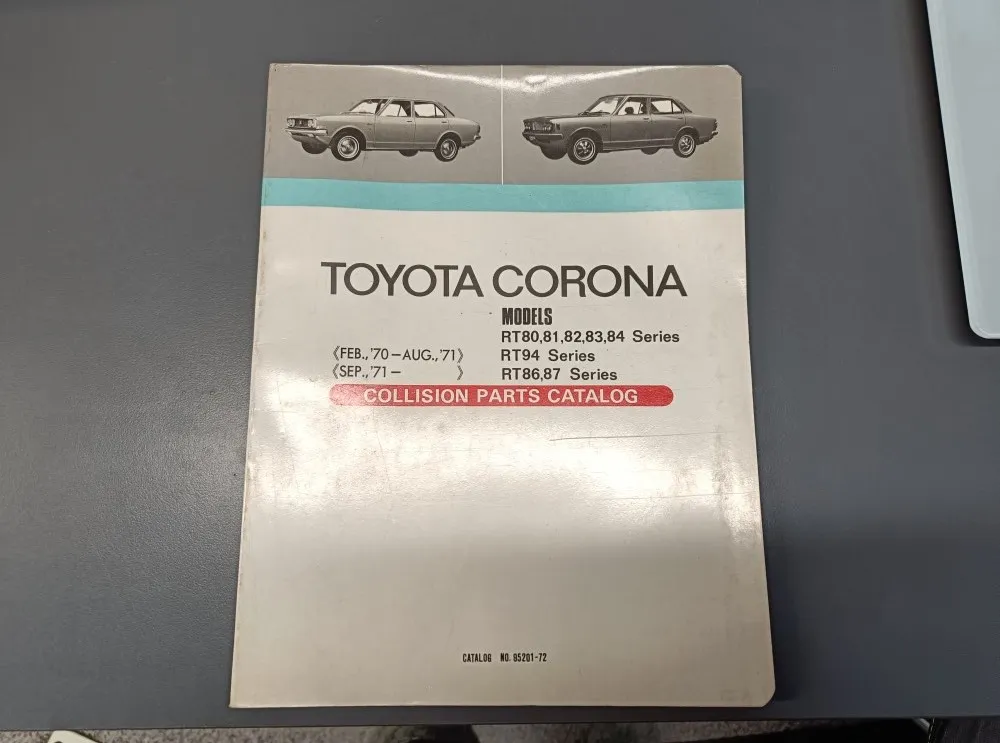 TOYOTA CORONA
MODELS
RT80,81,82,83,84 Series
《FEB.,'70－AUG.,'71》 RT94 Series
《SEP.,'71－ 》 RT86,87 Series
COLLISION PARTS CATALOG
CATALOG NO. 85201-72